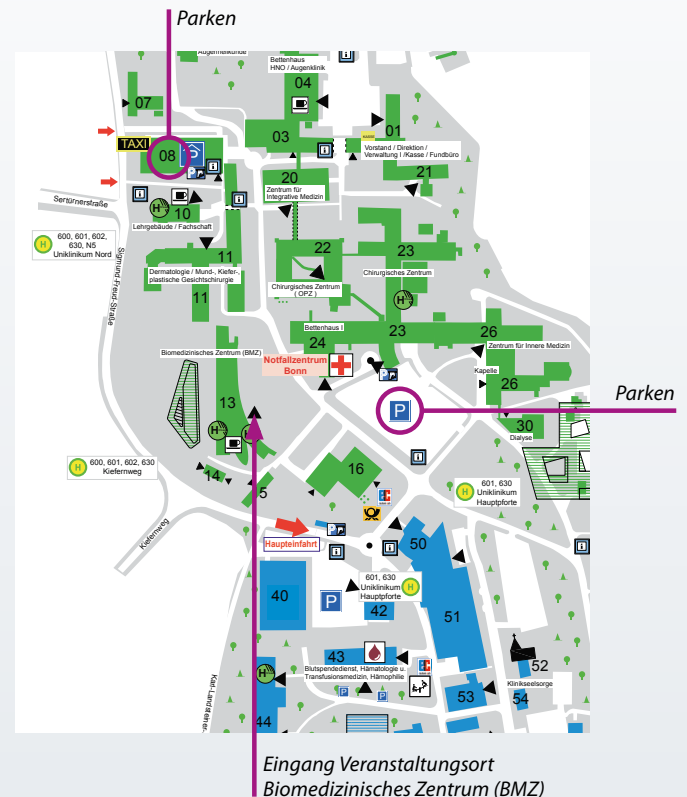 Parken
Augenheilkunde
Bettenhaus
HNO / Augenklinik
04
07
01
03
TAXI
08
KASSE
Vorstand / Direktion /
Verwaltung I /Kasse / Fundbüro
20
21
Zentrum für
Integrative Medizin
Sertürnerstraße
H
10
Lehrgebäude / Fachschaft
H
600, 601, 602,
630, N5
Uniklinikum Nord
Sigmund-Freud-Straße
11
22
23
Dermatologie / Mund-, Kiefer-,
plastische Gesichtschirurgie
Chirurgisches Zentrum
( OPZ )
Chirurgisches Zentrum
11
H
Bettenhaus I
23
26
24
Biomedizinisches Zentrum (BMZ)
Zentrum für Innere Medizin
Notfallzentrum
Bonn
Kapelle
26
Parken
13
P
30
Dialyse
H
H
16
H
600, 601, 602, 630
Kiefernweg
14
15
H
601, 630
Uniklinikum
Hauptpforte
Kiefernweg
Haupteinfahrt
50
601, 630
Uniklinikum
Hauptpforte
H
40
P
42
51
43
52
Blutspendedienst, Hämatologie u.
Transfusionsmedizin, Hämophilie
H
Klinikseelsorge
P
P
53
54
44
Karl-Landsteiner-
Eingang Veranstaltungsort
Biomedizinisches Zentrum (BMZ)